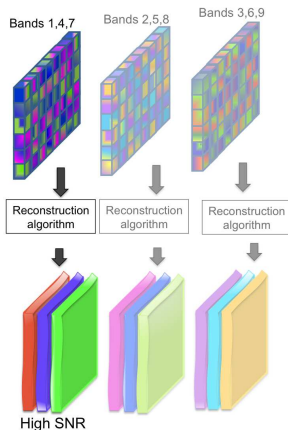 Bands 1,4,7
Bands 2,5,8
Bands 3,6,9
Reconstruction
algorithm
Reconstruction
algorithm
Reconstruction
algorithm
High SNR